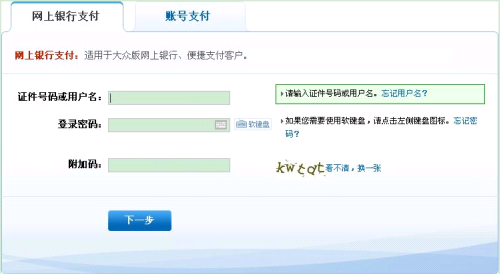 网上银行支付
账号支付
网上银行支付：适用于大众版网上银行、便捷支付客户。
证件号码或用户名：
请输入证件号码或用户名。忘记用户名？
登录密码：
软键盘
如果您需要使用软键盘，请点击左侧键盘图标。忘记密
码？
附加码：
kwtdt
看不清，换一张
下一步